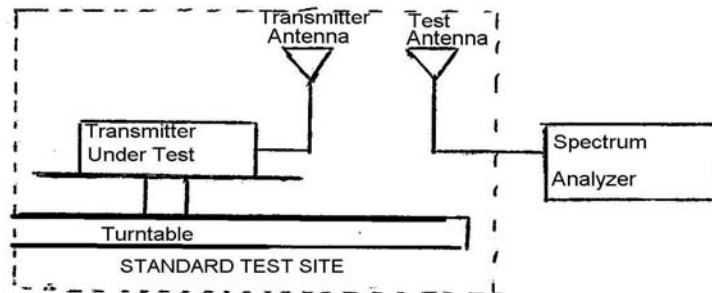 Transmitter
Antenna
Test
Antenna
Transmitter
Under Test
Spectrum
Analyzer
Turntable
STANDARD TEST SITE